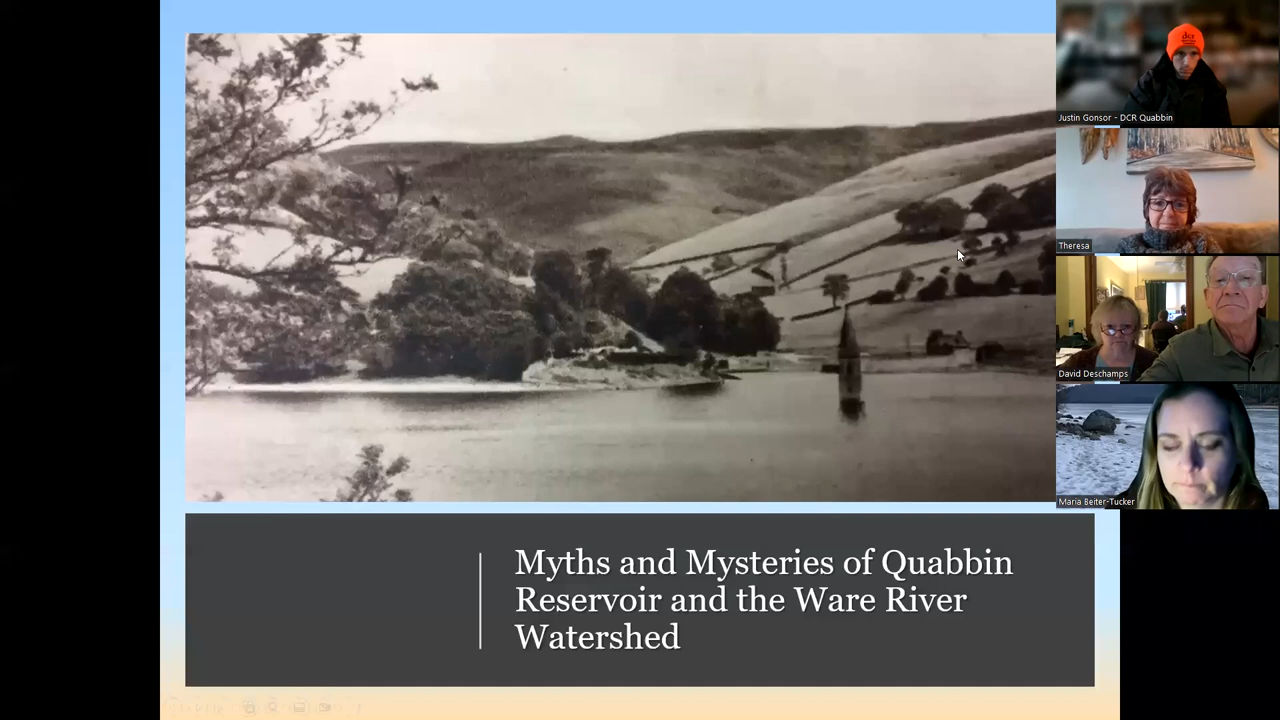 Myths and Mysteries of Quabbin
Reservoir and the Ware River
Watershed
dcr
Justin Gonsor - DCR Quabbin
Theresa
David Deschamps
Maria Beiter-Tucker